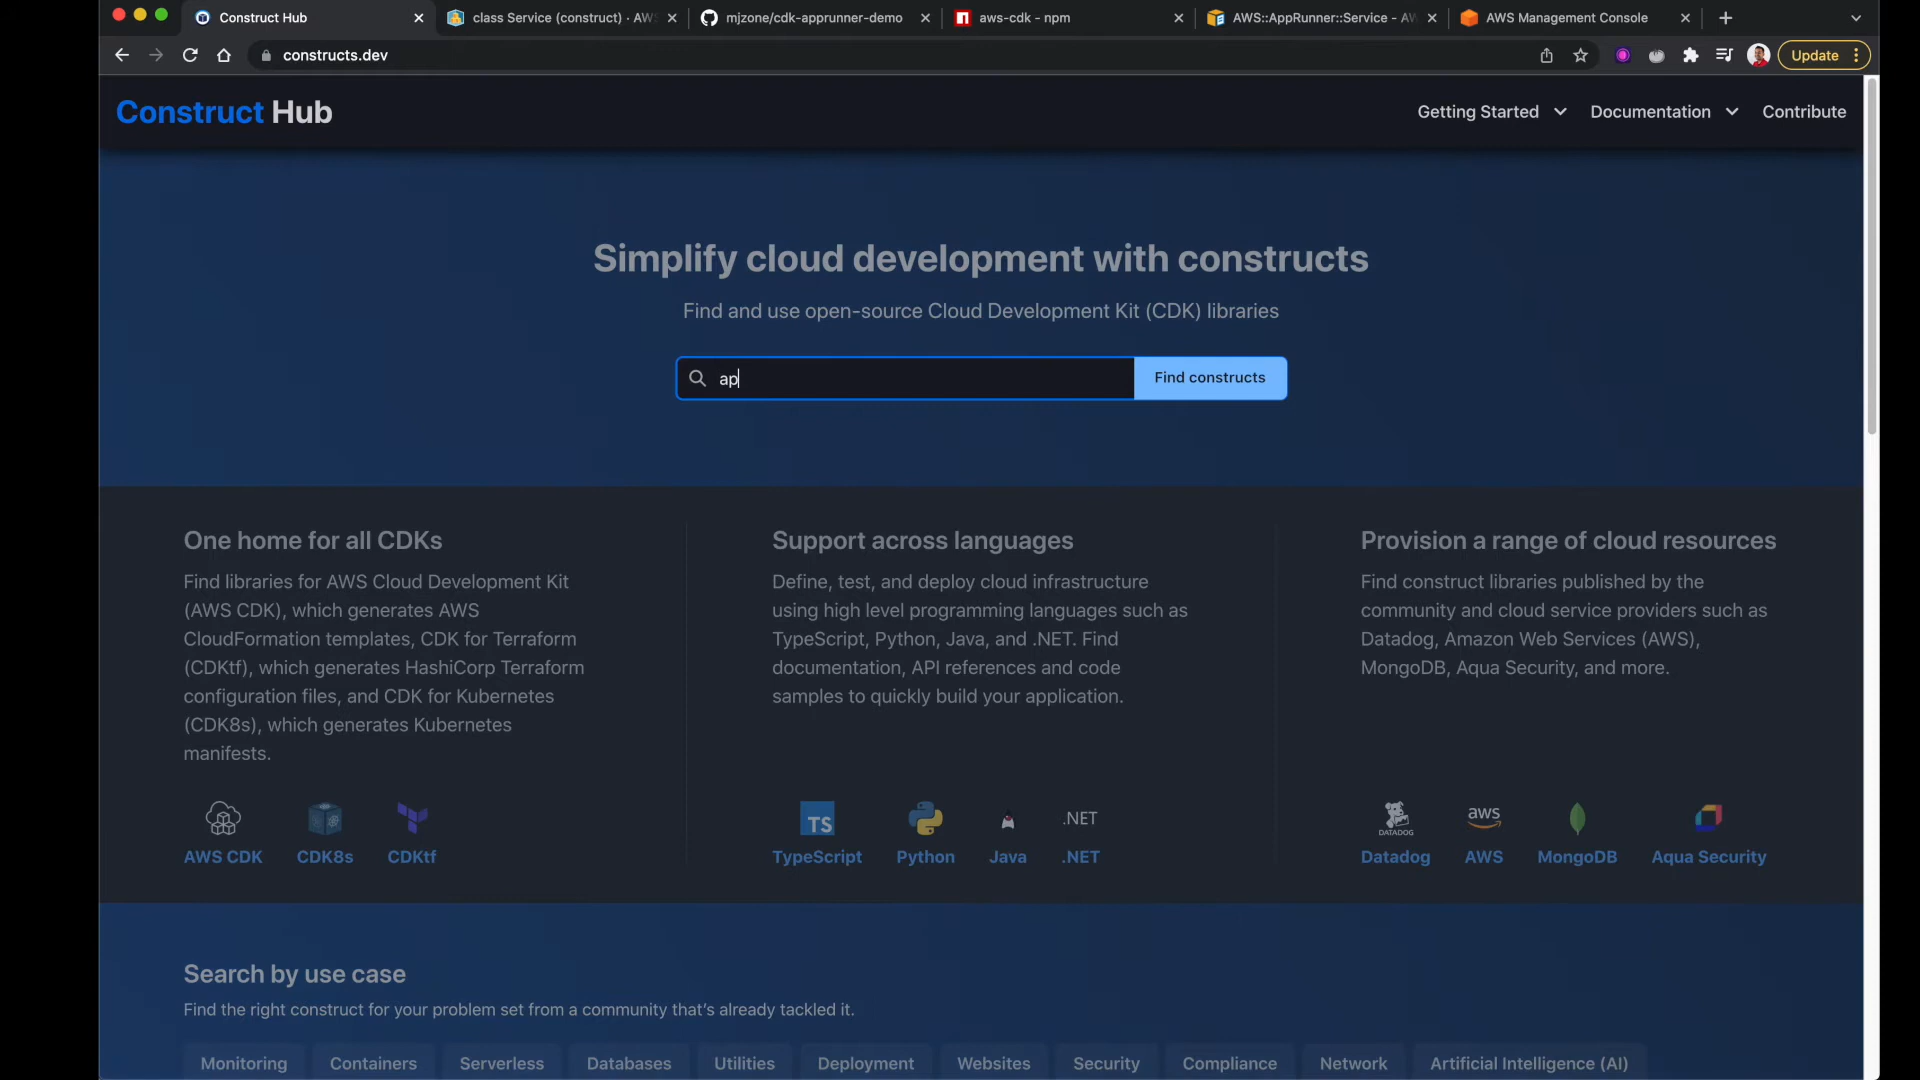 Construct Hub
class Service (construct) · AWS
mjzone/cdk-apprunner-demo
aws-cdk - npm
AWS::AppRunner::Service - AW
AWS Management Console
constructs.dev
Update
Construct Hub
Getting Started
Documentation
Contribute
Simplify cloud development with constructs
Find and use open-source Cloud Development Kit (CDK) libraries
ap
Find constructs
One home for all CDKs
Find libraries for AWS Cloud Development Kit
(AWS CDK), which generates AWS
CloudFormation templates, CDK for Terraform
(CDKtf), which generates HashiCorp Terraform
configuration files, and CDK for Kubernetes
(CDK8s), which generates Kubernetes
manifests.
AWS CDK
CDK8s
CDKtf
Support across languages
Define, test, and deploy cloud infrastructure
using high level programming languages such as
TypeScript, Python, Java, and .NET. Find
documentation, API references and code
samples to quickly build your application.
TS
.NET
TypeScript
Python
Java
.NET
Provision a range of cloud resources
Find construct libraries published by the
community and cloud service providers such as
Datadog, Amazon Web Services (AWS),
MongoDB, Aqua Security, and more.
DATADOG
aws
Datadog
AWS
MongoDB
Aqua Security
Search by use case
Find the right construct for your problem set from a community that's already tackled it.
Monitoring
Containers
Serverless
Databases
Utilities
Deployment
Websites
Security
Compliance
Network
Artificial Intelligence (AI)